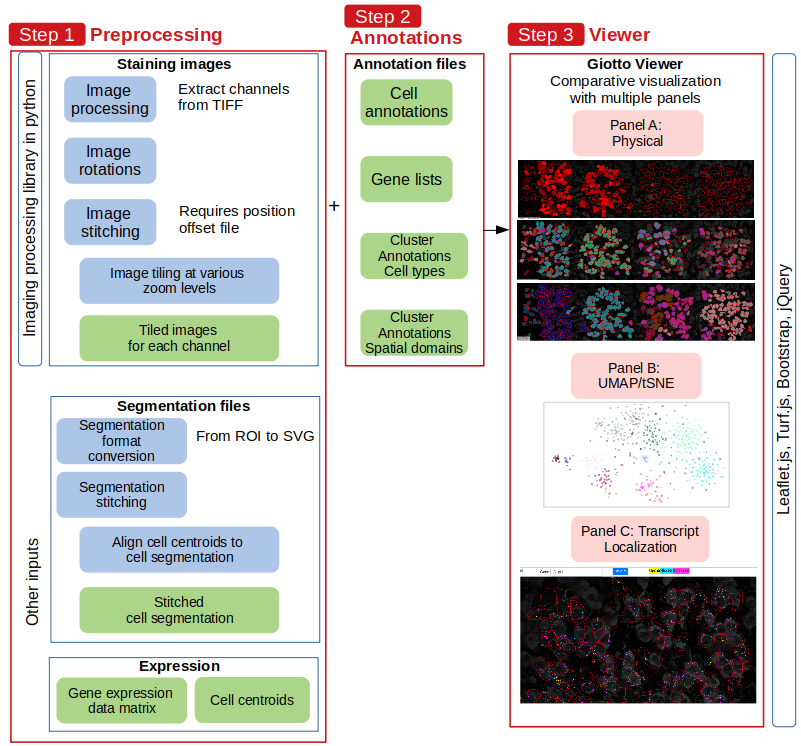 Step 1 Preprocessing
Imaging processing library in python
Staining images
Image
processing
Extract channels
from TIFF
Image
rotations
Image
stitching
Requires position
offset file
Image tiling at various
zoom levels
Tiled images
for each channel
Other inputs
Segmentation files
Segmentation
format
conversion
From ROI to SVG
Segmentation
stitching
Align cell centroids to
cell segmentation
Stitched
cell segmentation
Expression
Gene expression
data matrix
Cell centroids
+
Step 2
Annotations
Annotation files
Cell
annotations
Gene lists
Cluster
Annotations
Cell types
Cluster
Annotations
Spatial domains
Step 3 Viewer
Giotto Viewer
Comparative visualization
with multiple panels
Panel A:
Physical
Panel B:
UMAP/tSNE
Panel C: Transcript
Localization
Leaflet.js, Turf.js, Bootstrap, jQuery